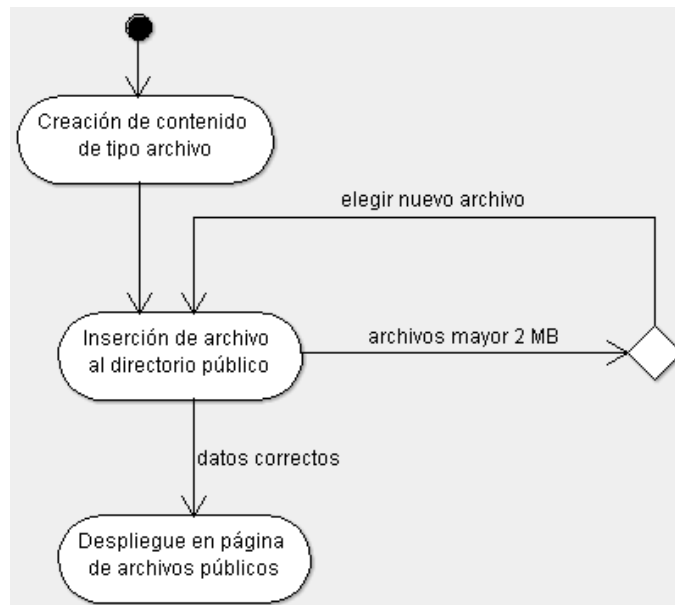 Creación de contenido
de tipo archivo
elegir nuevo archivo
Inserción de archivo
al directorio público
archivos mayor 2 MB
datos correctos
Despliegue en página
de archivos públicos